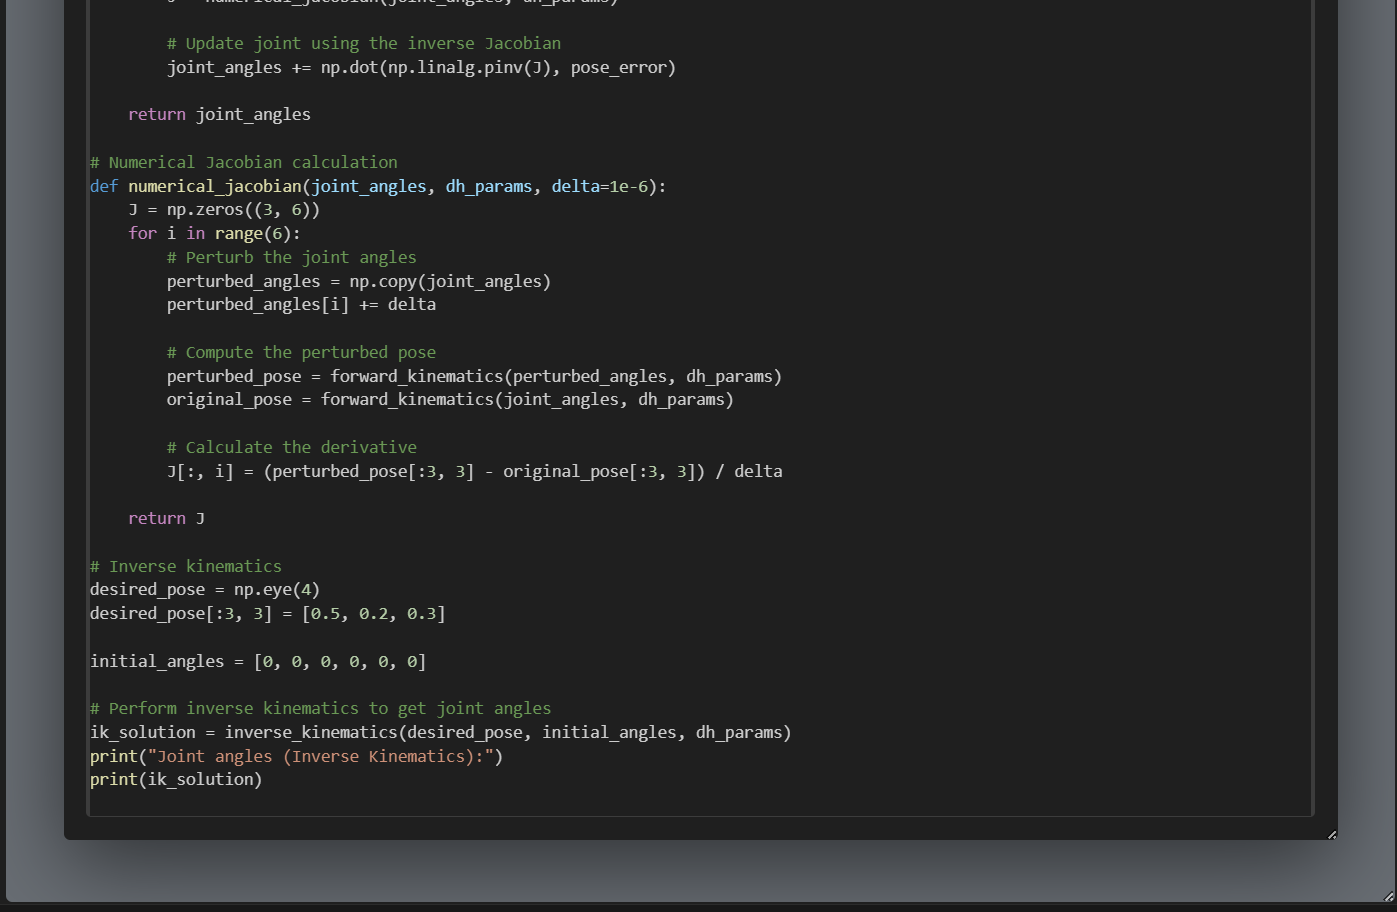 J = numerical_jacobian(joint_angles, dh_params)
# Update joint using the inverse Jacobian
joint_angles += np.dot(np.linalg.pinv(J), pose_error)
return joint_angles
# Numerical Jacobian calculation
def numerical_jacobian(joint_angles, dh_params, delta=1e-6):
J = np.zeros((3, 6))
for i in range(6):
# Perturb the joint angles
perturbed_angles = np.copy(joint_angles)
perturbed_angles[i] += delta
# Compute the perturbed pose
perturbed_pose = forward_kinematics(perturbed_angles, dh_params)
original_pose = forward_kinematics(joint_angles, dh_params)
# Calculate the derivative
J[:, i] = (perturbed_pose[:3, 3] - original_pose[:3, 3]) / delta
return J
# Inverse kinematics
desired_pose = np.eye(4)
desired_pose[:3, 3] = [0.5, 0.2, 0.3]
initial_angles = [0, 0, 0, 0, 0, 0]
# Perform inverse kinematics to get joint angles
ik_solution = inverse_kinematics(desired_pose, initial_angles, dh_params)
print("Joint angles (Inverse Kinematics):")
print(ik_solution)